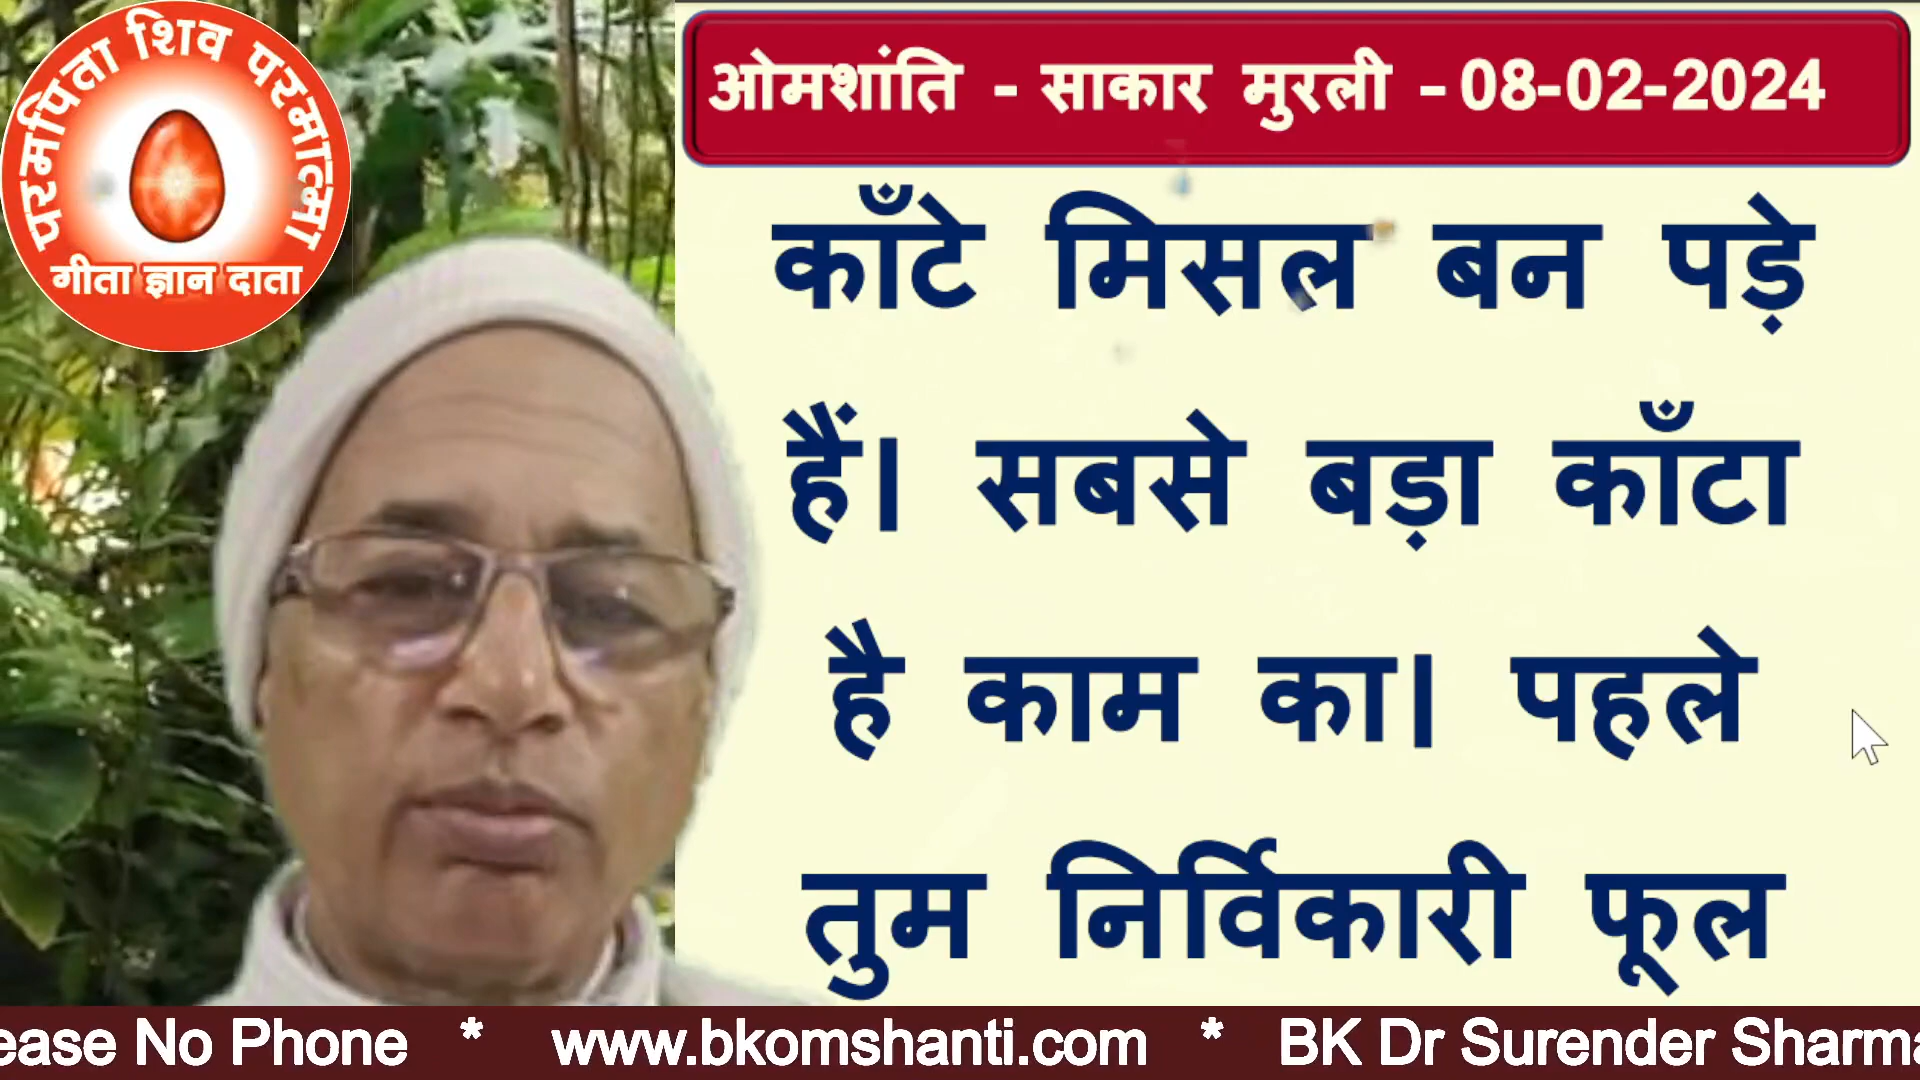 परमपिता शिव परमात्मा
गीता ज्ञान दाता
ओमशांति - साकार मुरली - 08-02-2024
काँटे मिसल बन पड़े
हैं। सबसे बड़ा काँटा
है काम का। पहले
तुम निर्विकारी फूल
ease No Phone * www.bkomshanti.com * BK Dr Surender Sharma